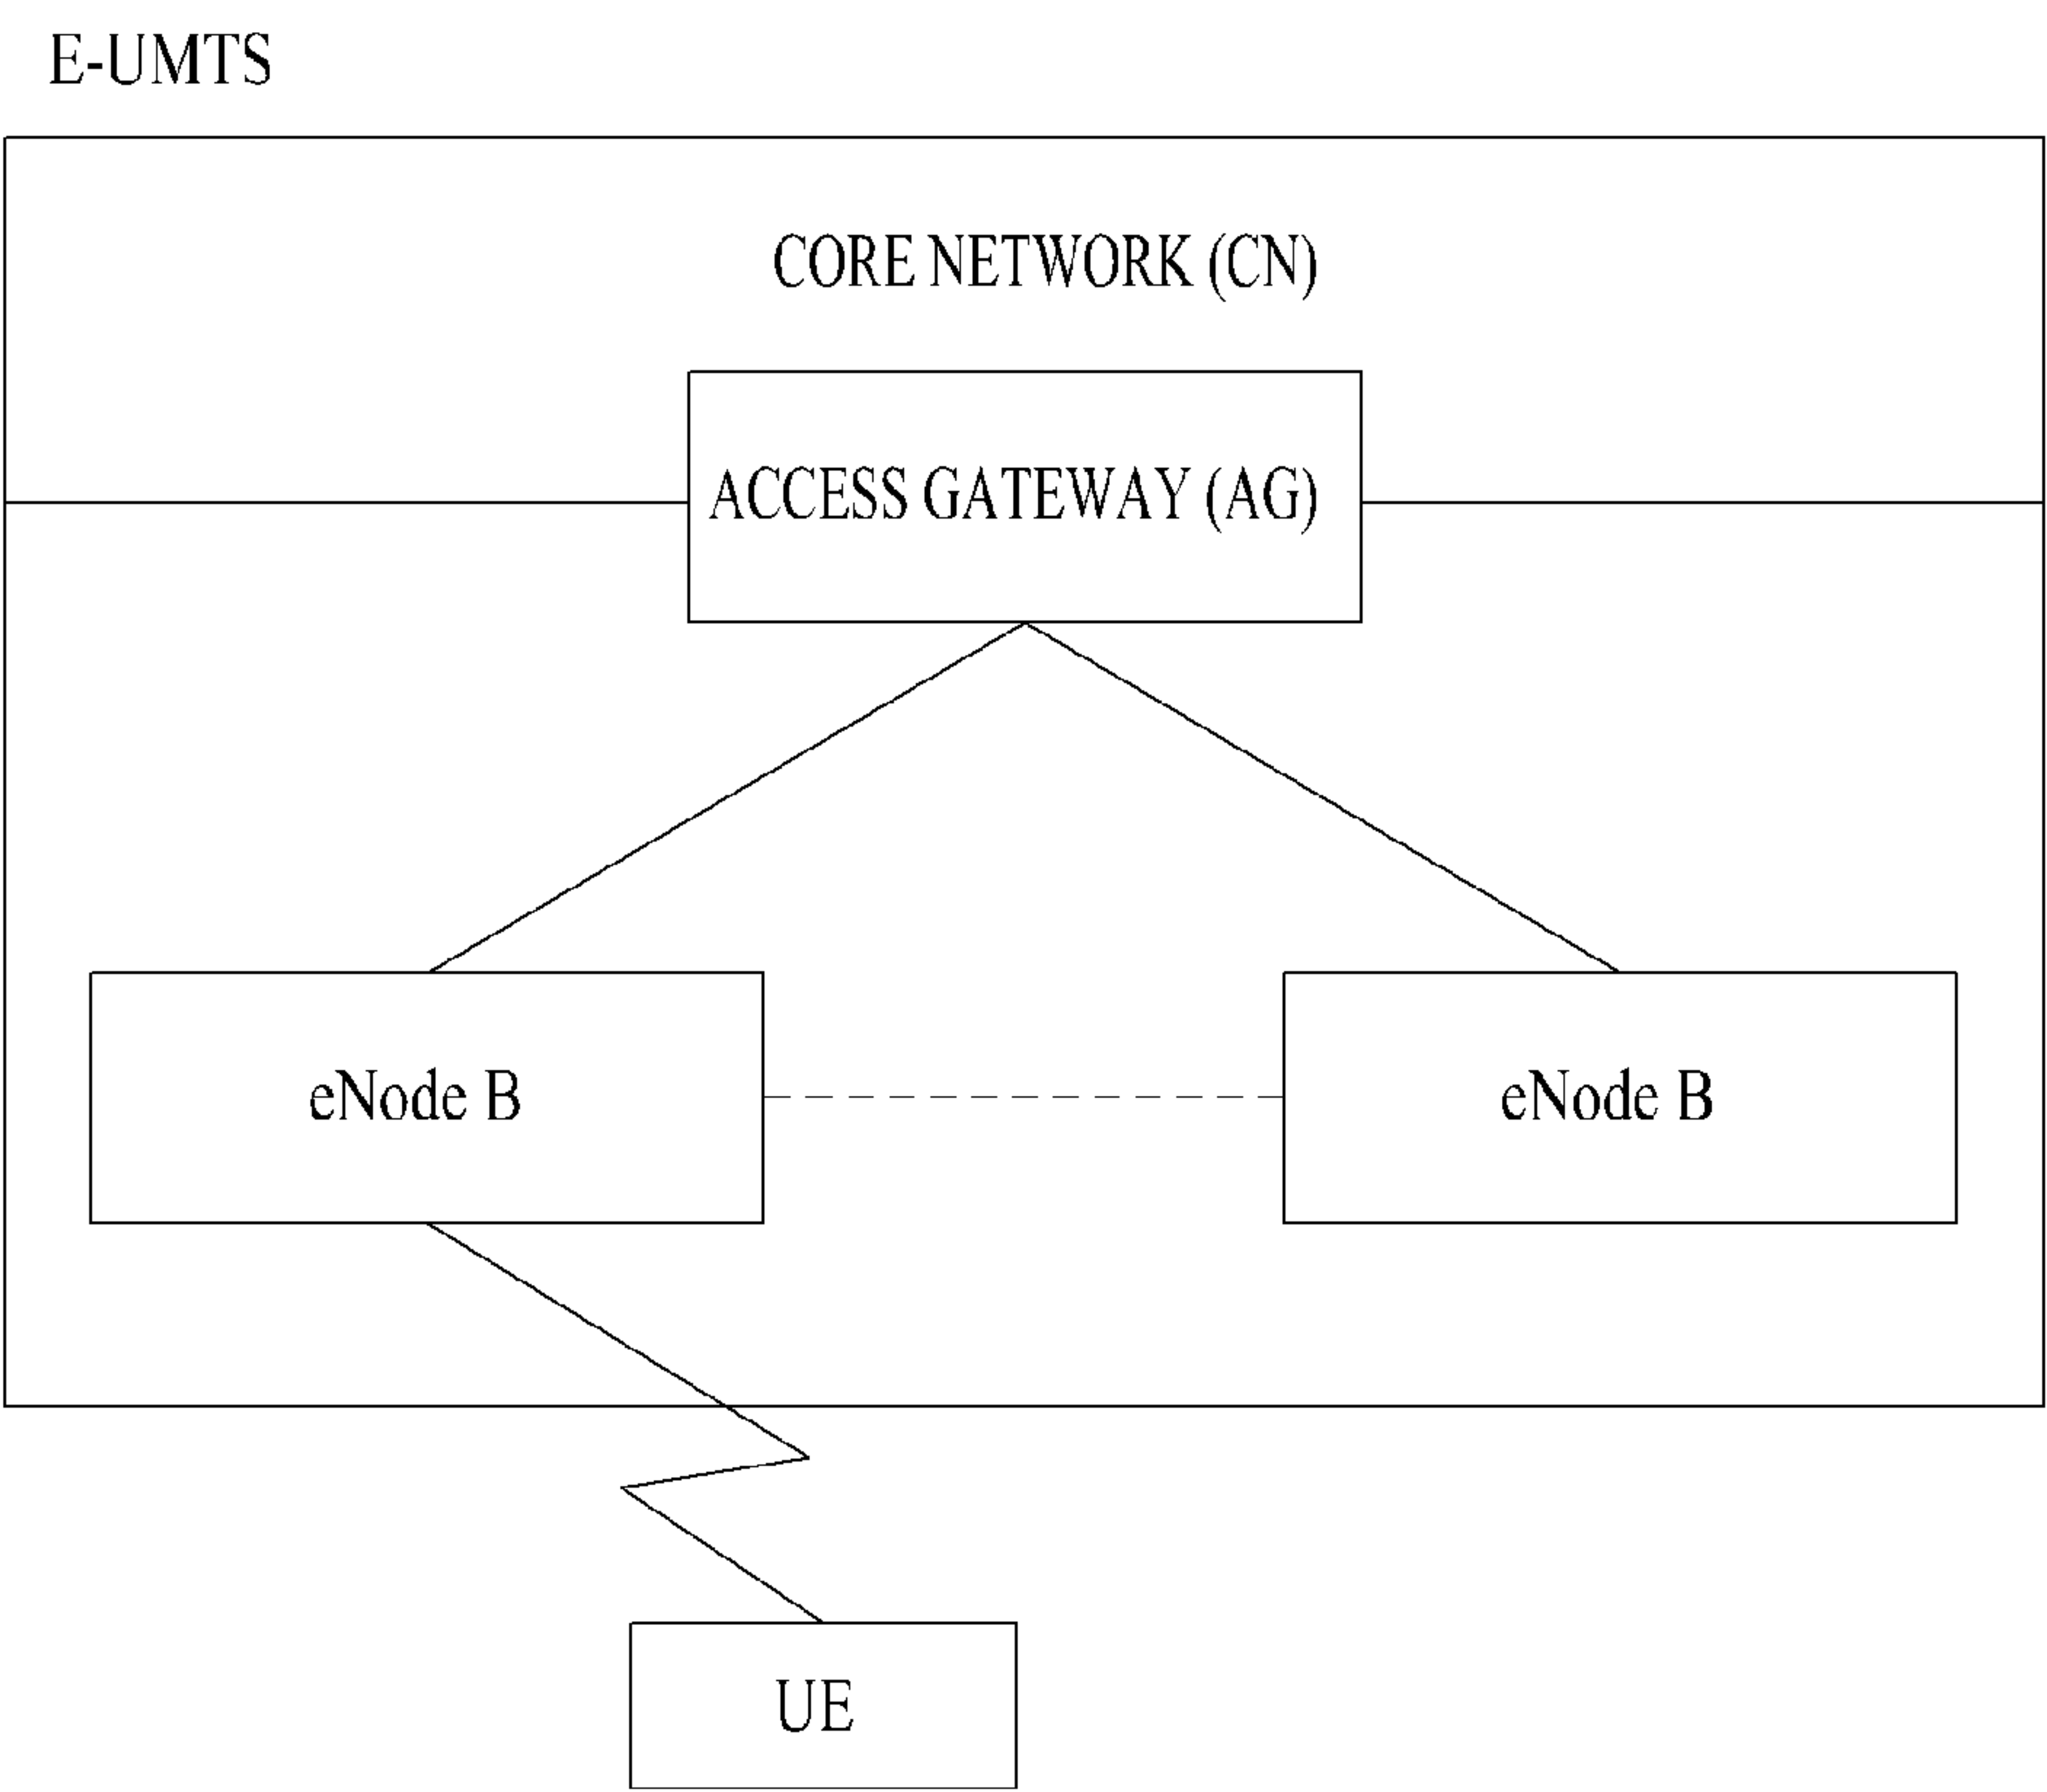 E-UMTS
CORE NETWORK (CN)
ACCESS GATEWAY (AG)
eNode B
eNode B
UE